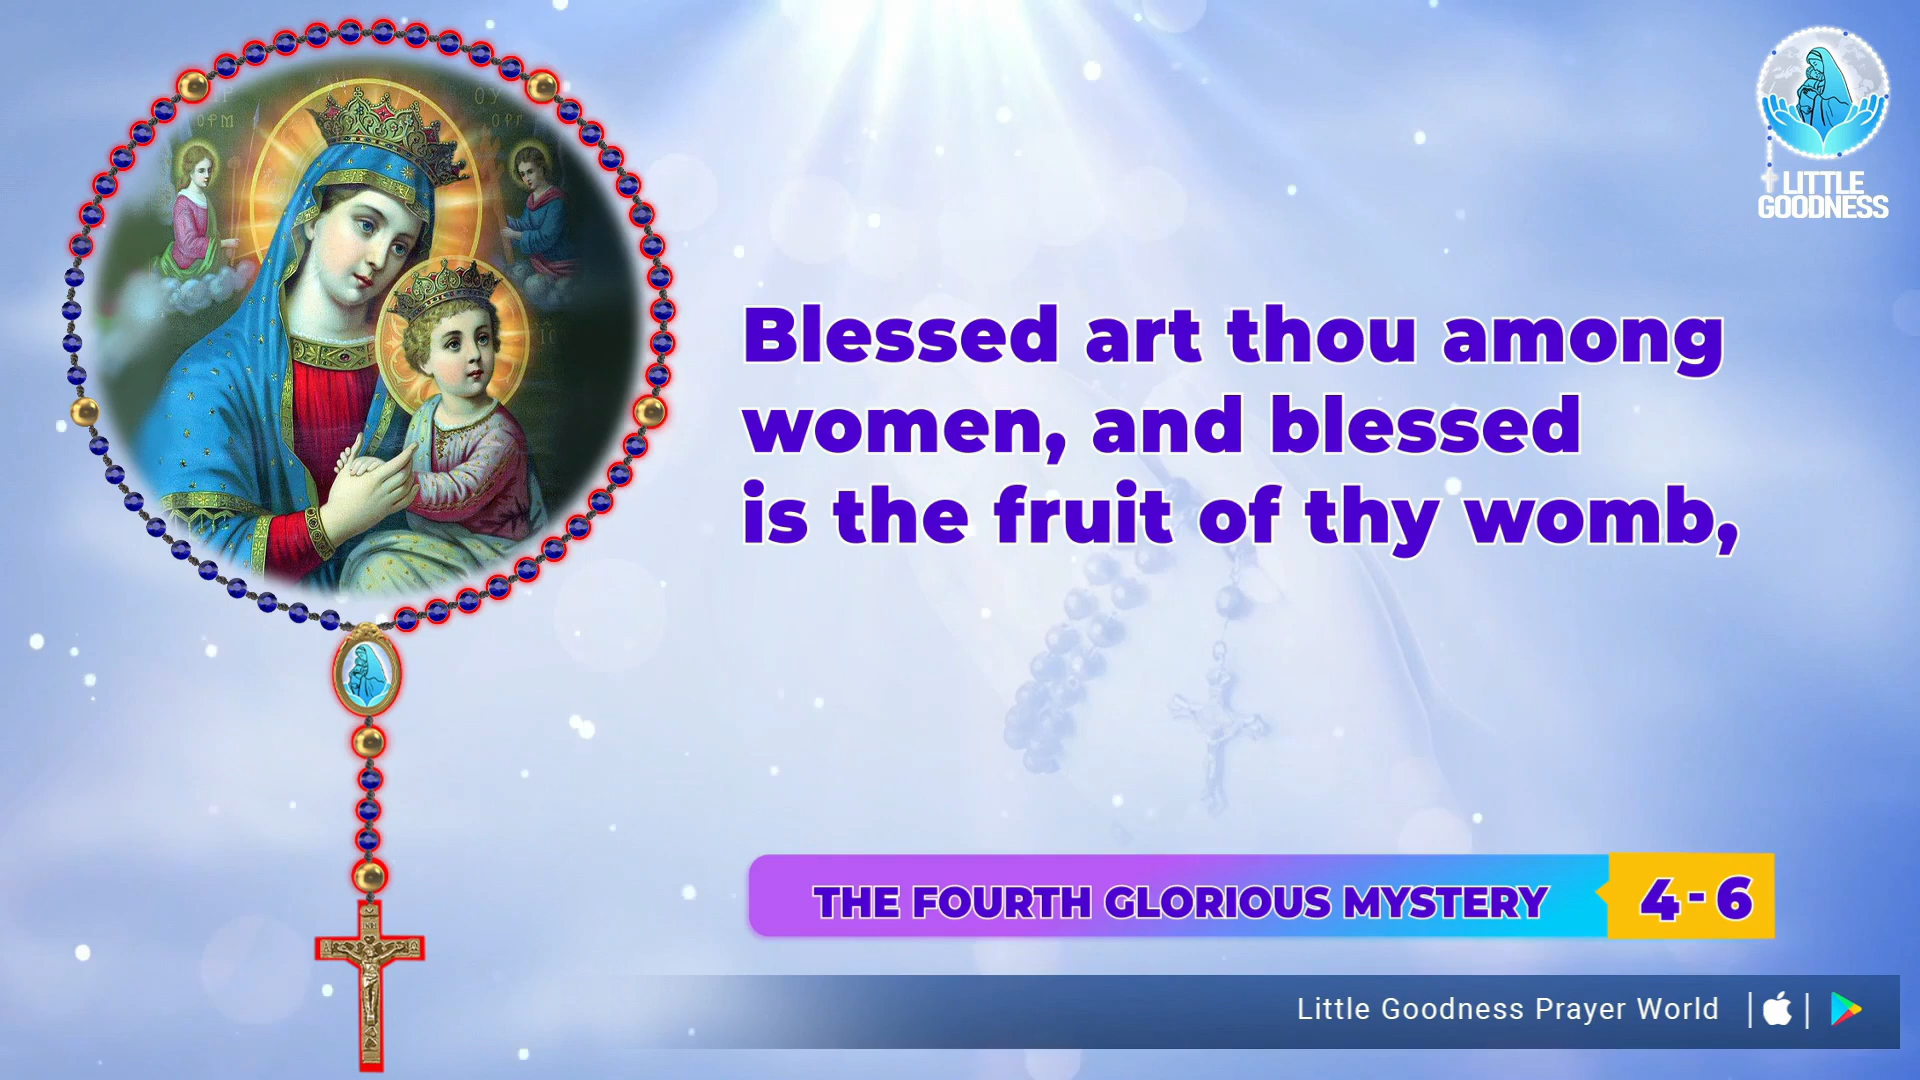 LITTLE
GOODNESS
Blessed art thou among
women, and blessed
is the fruit of thy womb,
THE FOURTH GLORIOUS MYSTERY
4 - 6
Little Goodness Prayer World